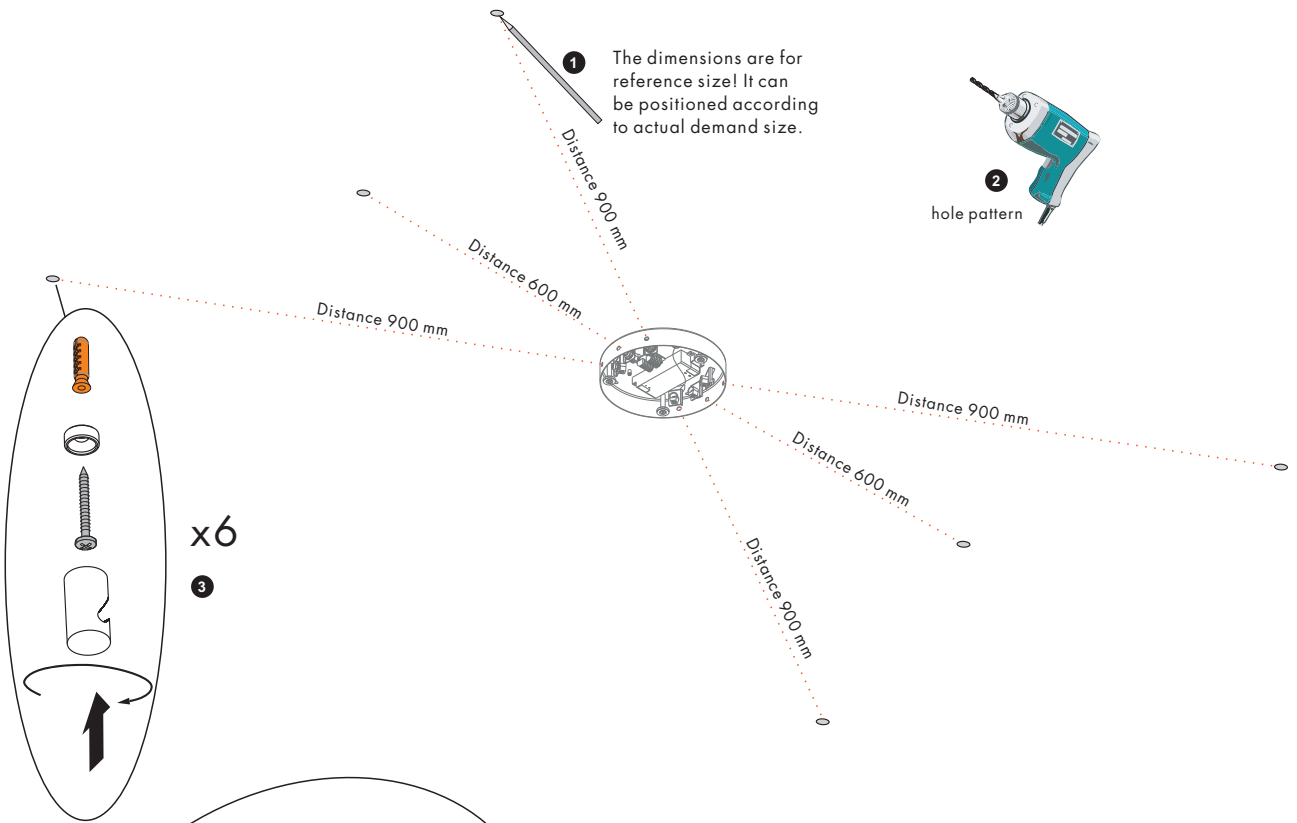 1
The dimensions are for
reference size! It can
be positioned according
to actual demand size.
2
hole pattern
Distance 900 mm
Distance 600 mm
Distance 900 mm
Distance 900 mm
Distance 600 mm
Distance 900 mm
x6
3